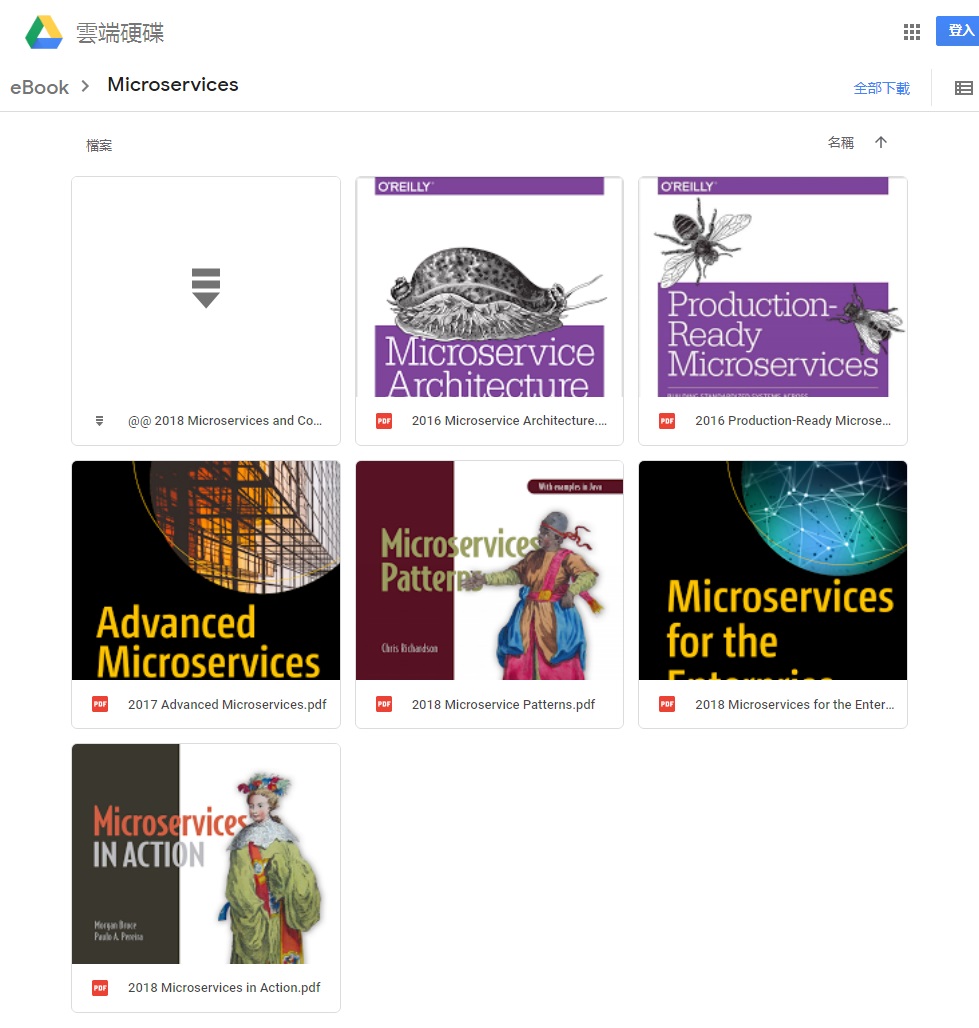 雲端硬碟
登入
eBook
Microservices
全部下載
檔案
名稱
O'REILLY
Microservice
Architecture
O'REILLY
Production-
Ready
Microservices
@@ 2018 Microservices and Co...
PDF
2016 Microservice Architecture....
PDF
2016 Production-Ready Microse...
Advanced
Microservices
With examples in Java
Microservices
Patterns
Chris Richardson
Microservices
for the
Enterprise
PDF
2017 Advanced Microservices.pdf
PDF
2018 Microservice Patterns.pdf
PDF
2018 Microservices for the Enter...
Microservices
IN ACTION
Morgan Bruce
Paulo A. Pereira
PDF
2018 Microservices in Action.pdf